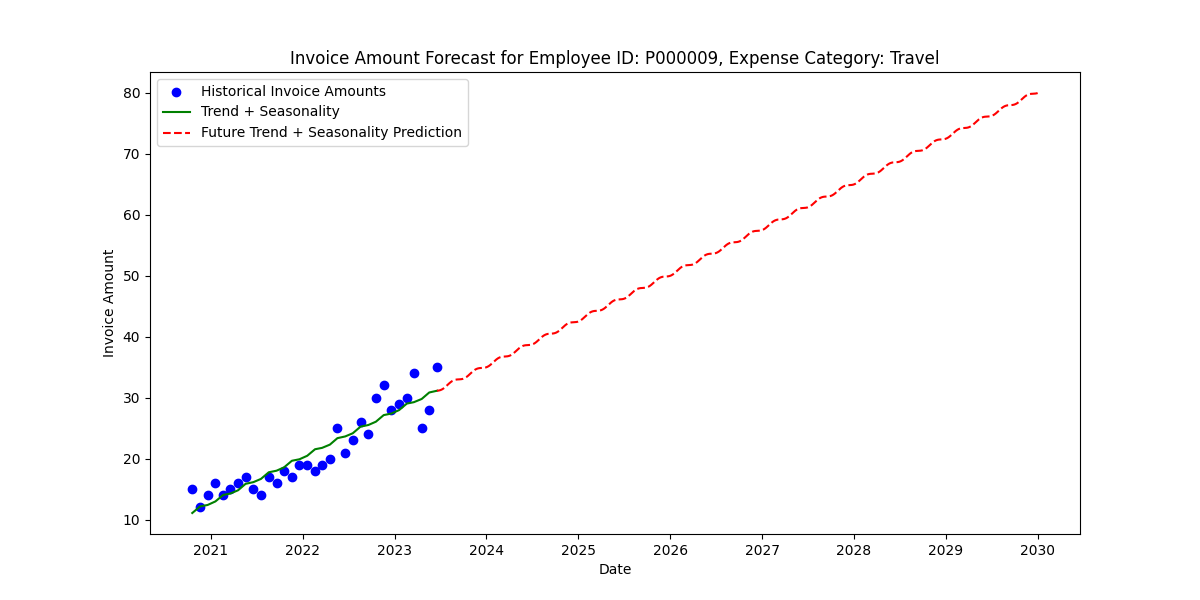 Invoice Amount Forecast for Employee ID: P000009, Expense Category: Travel
Historical Invoice Amounts
Trend + Seasonality
Future Trend + Seasonality Prediction
80
70
60
50
40
30
20
10
Invoice Amount
2021 2022 2023 2024 2025 2026 2027 2028 2029 2030
Date